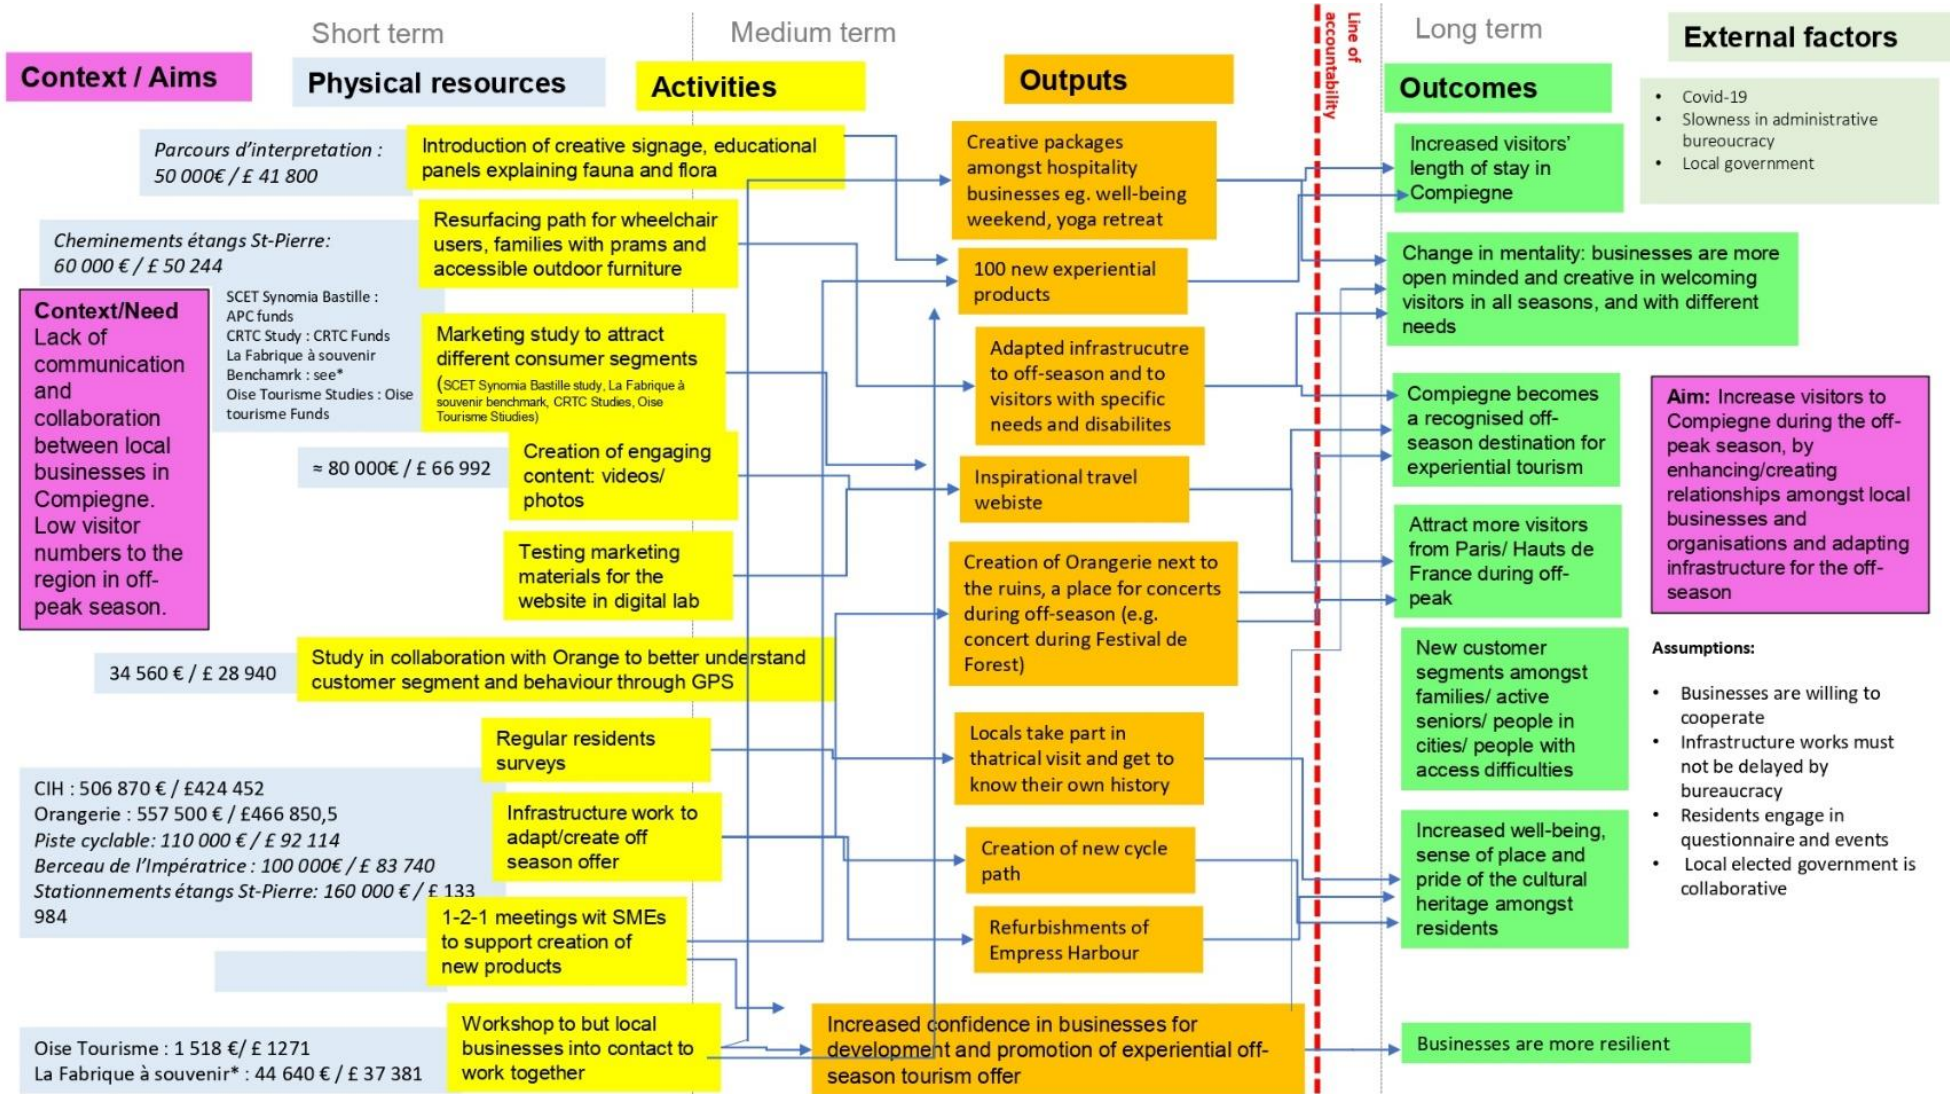 Short term
Medium term
Line of
accountability
Long term
External factors
Context / Aims
Physical resources
Activities
Outputs
Outcomes
• Covid-19
• Slowness in administrative
bureoucracy
• Local government
Parcours d'interpretation :
50 000€ / £ 41 800
Cheminements étangs St-Pierre:
60 000 € / £ 50 244
Context/Need
Lack of
communication
and
collaboration
between local
businesses in
Compiegne.
Low visitor
numbers to the
region in off-
peak season.
SCET Synomia Bastille :
APC funds
CRTC Study : CRTC Funds
La Fabrique à souvenir
Benchamrk : see*
Oise Tourisme Studies : Oise
tourisme Funds
≈ 80 000€ / £ 66 992
34 560 € / £ 28 940
CIH : 506 870 € / £424 452
Orangerie : 557 500 € / £466 850,5
Piste cyclable: 110 000 € / £ 92 114
Berceau de l'Impératrice : 100 000€ / £ 83 740
Stationnements étangs St-Pierre: 160 000 € / £ 133
984
Oise Tourisme : 1 518 €/ £ 1271
La Fabrique à souvenir* : 44 640 € / £ 37 381
Introduction of creative signage, educational
panels explaining fauna and flora
Resurfacing path for wheelchair
users, families with prams and
accessible outdoor furniture
Marketing study to attract
different consumer segments
(SCET Synomia Bastille study, La Fabrique à
souvenir benchmark, CRTC Studies, Oise
Tourisme Stiudies)
Creation of engaging
content: videos/
photos
Testing marketing
materials for the
website in digital lab
Study in collaboration with Orange to better understand
customer segment and behaviour through GPS
Regular residents
surveys
Infrastructure work to
adapt/create off
season offer
1-2-1 meetings wit SMEs
to support creation of
new products
Workshop to but local
businesses into contact to
work together
Creative packages
amongst hospitality
businesses eg. well-being
weekend, yoga retreat
100 new experiential
products
Adapted infrastrucutre
to off-season and to
visitors with specific
needs and disabilites
Inspirational travel
webiste
Creation of Orangerie next to
the ruins, a place for concerts
during off-season (e.g.
concert during Festival de
Forest)
Locals take part in
thatrical visit and get to
know their own history
Creation of new cycle
path
Refurbishments of
Empress Harbour
Increased confidence in businesses for
development and promotion of experiential off-
season tourism offer
Increased visitors'
length of stay in
Compiegne
Change in mentality: businesses are more
open minded and creative in welcoming
visitors in all seasons, and with different
needs
Compiegne becomes
a recognised off-
season destination for
experiential tourism
Attract more visitors
from Paris/ Hauts de
France during off-
peak
New customer
segments amongst
families/ active
seniors/ people in
cities/ people with
access difficulties
Increased well-being,
sense of place and
pride of the cultural
heritage amongst
residents
Businesses are more resilient
Aim: Increase visitors to
Compiegne during the off-
peak season, by
enhancing/creating
relationships amongst local
businesses and
organisations and adapting
infrastructure for the off-
season
Assumptions:
• Businesses are willing to
cooperate
• Infrastructure works must
not be delayed by
bureaucracy
• Residents engage in
questionnaire and events
• Local elected government is
collaborative